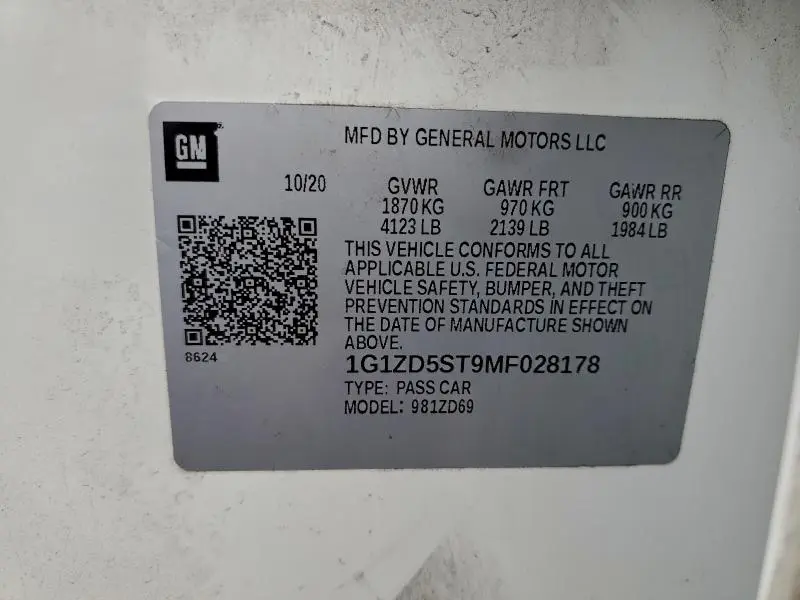 GM
MFD BY GENERAL MOTORS LLC
10/20 GVWR GAWR FRT GAWR RR
1870 KG 970 KG 900 KG
4123 LB 2139 LB 1984 LB
THIS VEHICLE CONFORMS TO ALL
APPLICABLE U.S. FEDERAL MOTOR
VEHICLE SAFETY, BUMPER, AND THEFT
PREVENTION STANDARDS IN EFFECT ON
THE DATE OF MANUFACTURE SHOWN
ABOVE.
8624
1G1ZD5ST9MF028178
TYPE: PASS CAR
MODEL: 981ZD69